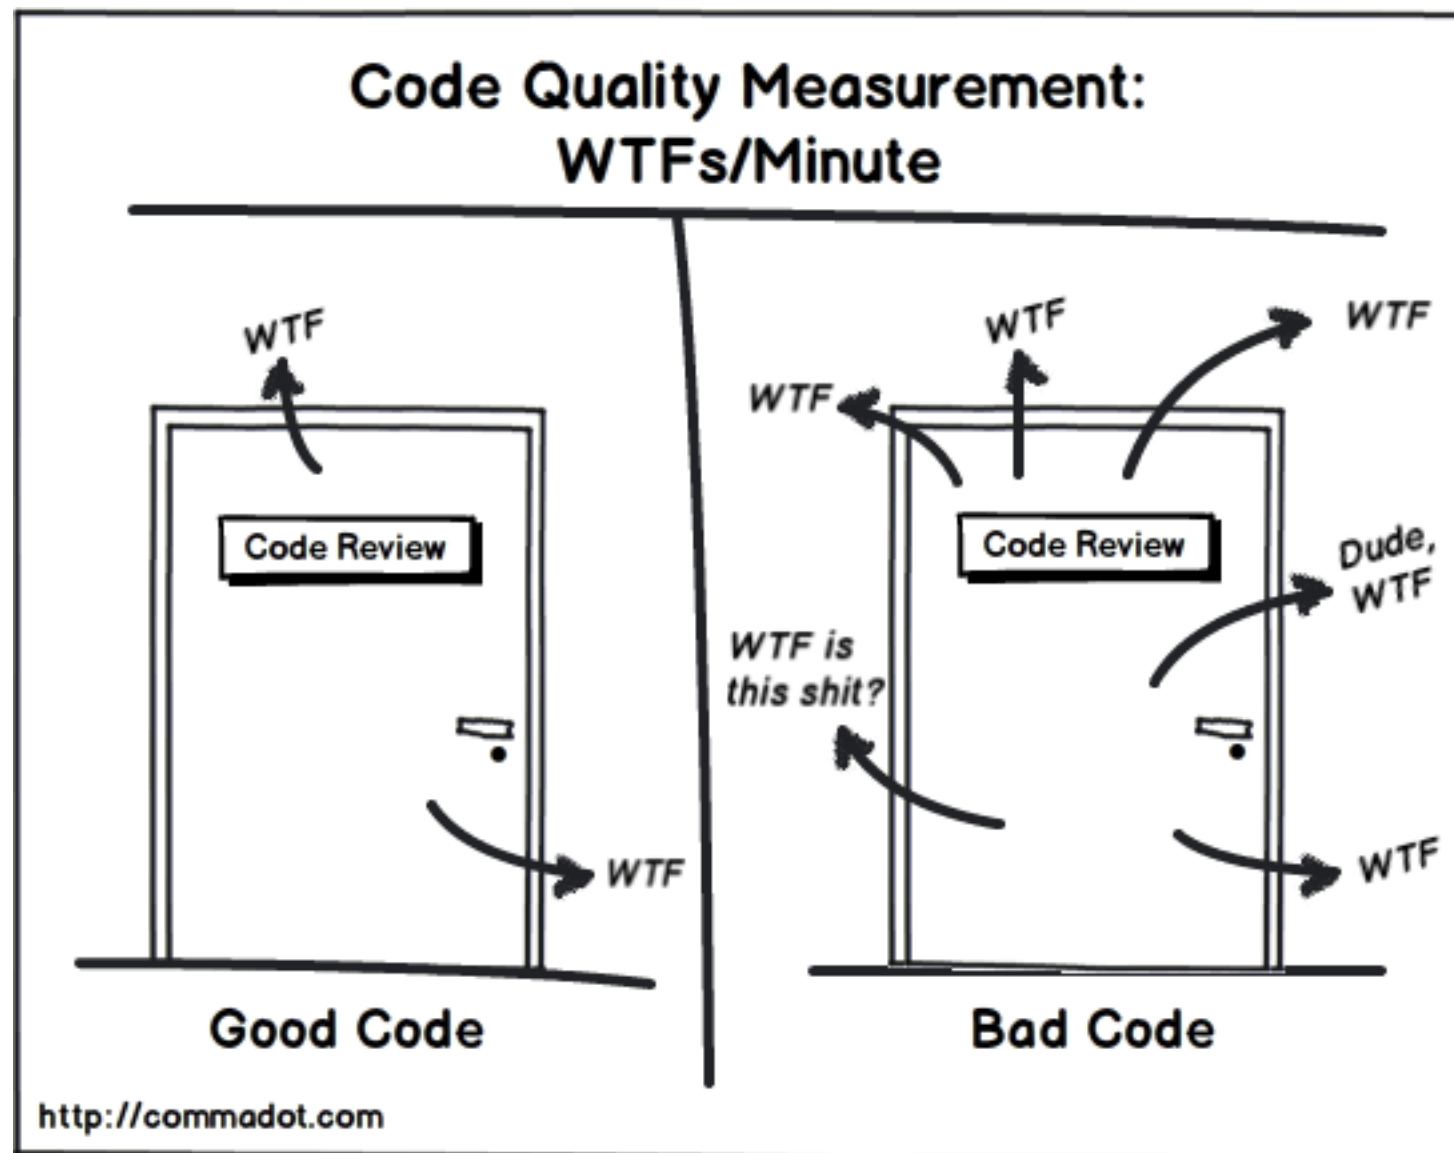 Code Quality Measurement:
WTFs/Minute
WTF
Code Review
WTF
Good Code
WTF
WTF
WTF
Code Review
Dude,
WTF
WTF is
this shit?
WTF
Bad Code
http://commadot.com